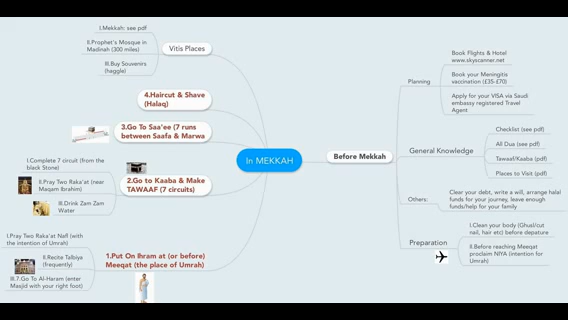 I.Mekkah: see pdf
II.Prophet's Mosque in
Madinah (300 miles)
III.Buy Souvenirs
(haggle)
Vitis Places
4.Haircut & Shave
(Halaq)
3.Go To Saa'ee (7 runs
between Saafa & Marwa
I.Complete 7 circuit (from the
bleck Stone)
II.Pray Two Raka'at (near
Maqam Ibrahim)
III.Drink Zam Zam
Water
2.Go to Kaaba & Make
TAWAAF (7 circuits)
I.Pray Two Raka'at Nafl (with
the intention of Umrah)
II.Recite Talbiya
(frequently)
III.7.Go To Al-Haram (enter
Masjid with your right foot)
1.Put On Ihram at (or before)
Meeqat (the place of Umrah)
In MEKKAH
Before Mekkah
Planning
Book Flights & Hotel
www.skyscanner.net
Book your Meningitis
vaccination (£35-£70)
Apply for your VISA via Saudi
embassy registered Travel
Agent
General Knowledge
Checklist (see pdf)
All Dua (see pdf)
Tawaaf/Kaaba (pdf)
Places to Visit (pdf)
Others:
Clear your debt, write a will, arrange halal
funds for your journey, leave enough
funds/help for your family
Preparation
I.Clean your body (Ghusl/cut
nail, hair etc) before depature
II.Before reaching Meeqat
proclaim NIYA (intention for
Umrah)